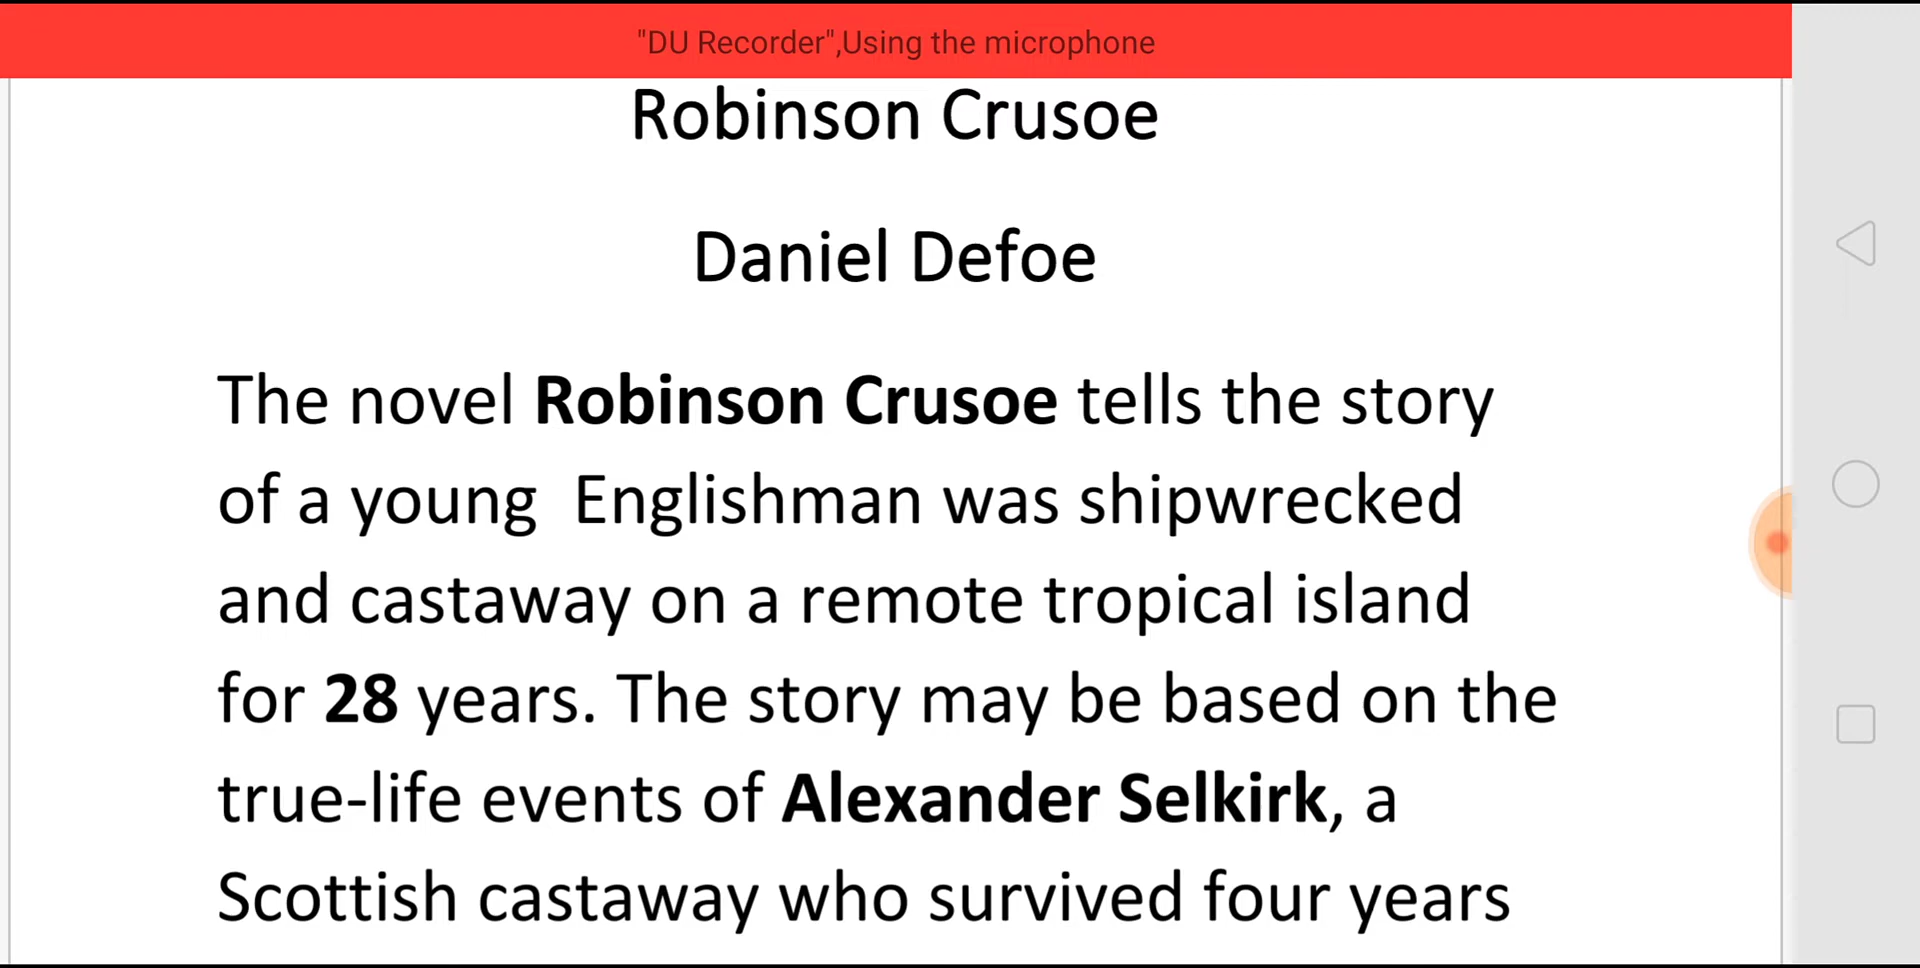 "DU Recorder",Using the microphone
Robinson Crusoe
Daniel Defoe
The novel Robinson Crusoe tells the story
of a young  Englishman was shipwrecked
and castaway on a remote tropical island
for 28 years. The story may be based on the
true-life events of Alexander Selkirk, a
Scottish castaway who survived four years